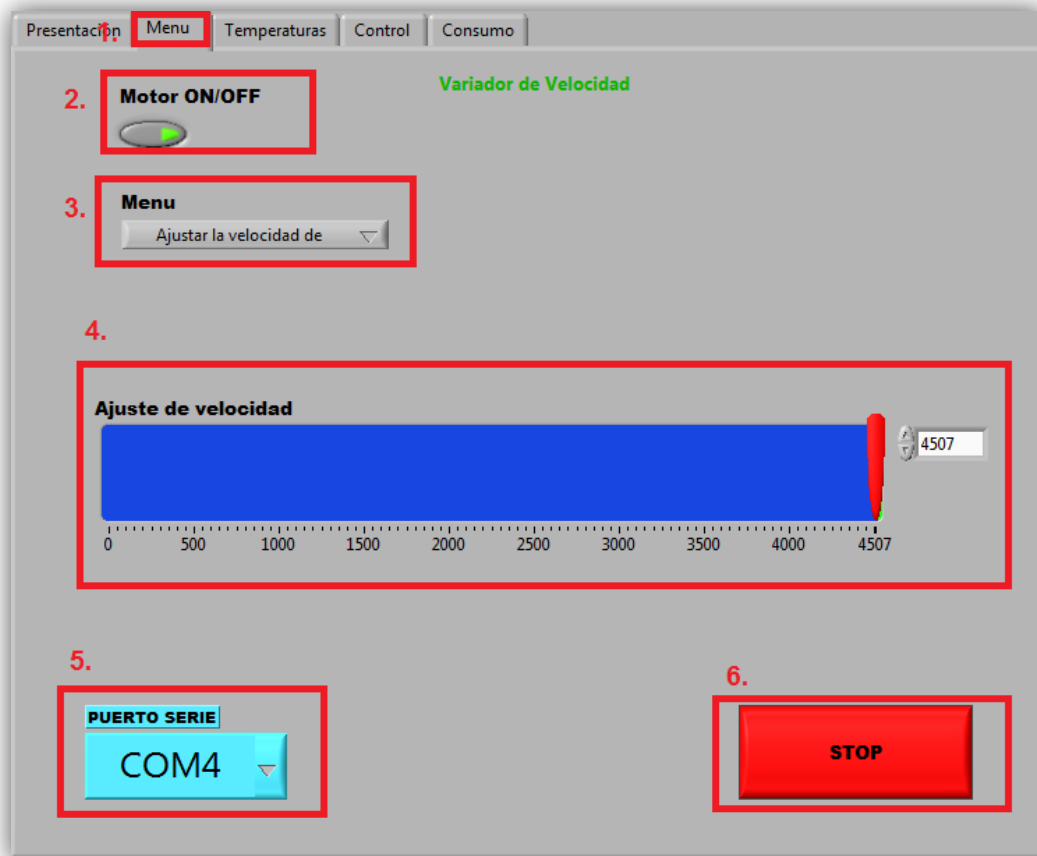 Presentación Menu Temperaturas Control Consumo
1.
Variador de Velocidad
2.
Motor ON/OFF
3.
Menu
Ajustar la velocidad de
4.
Ajuste de velocidad
4507
0 500 1000 1500 2000 2500 3000 3500 4000 4507
5.
PUERTO SERIE
COM4
6.
STOP